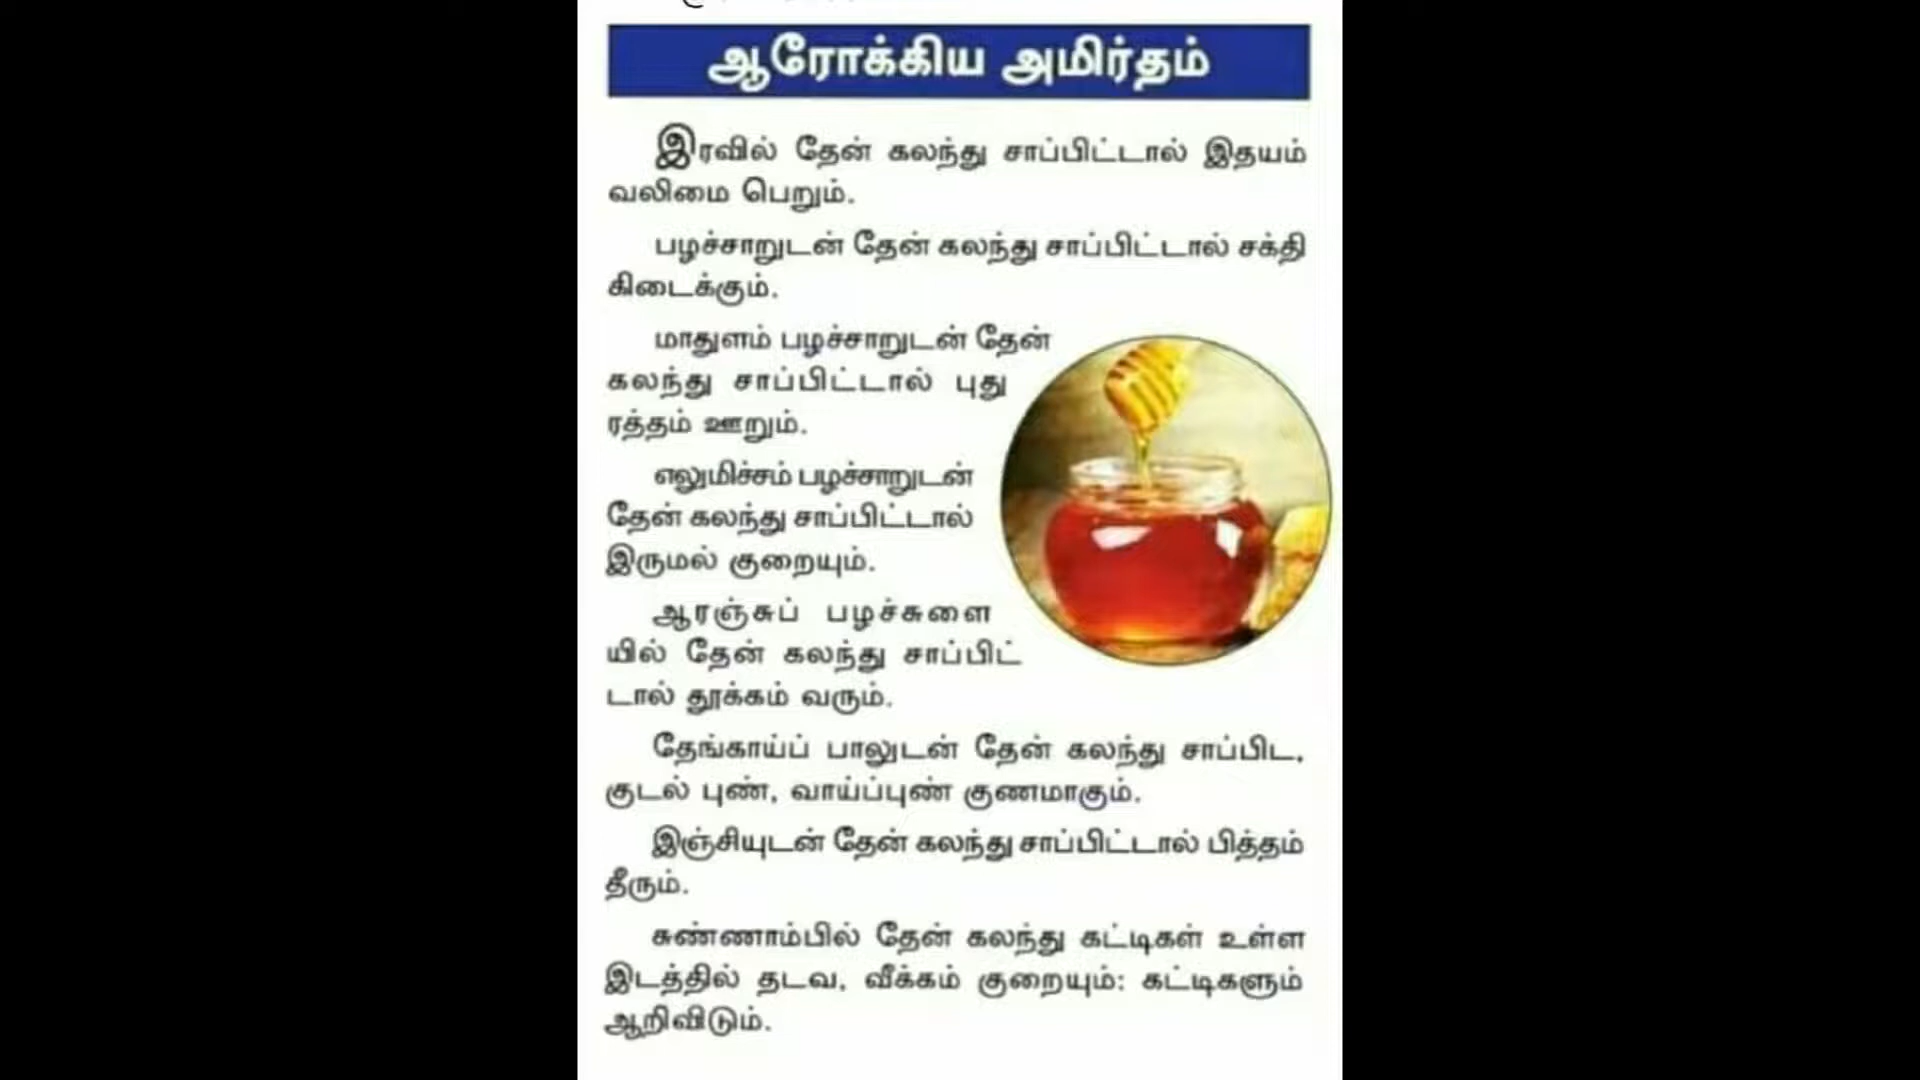 ஆரோக்கிய அமிர்தம்
இரவில் தேன் கலந்து சாப்பிட்டால் இதயம்
வலிமை பெறும்.
பழச்சாறுடன் தேன் கலந்து சாப்பிட்டால் சக்தி
கிடைக்கும்.
மாதுளம் பழச்சாறுடன் தேன்
கலந்து சாப்பிட்டால் புது
ரத்தம் ஊறும்.
எலுமிச்சம் பழச்சாறுடன்
தேன் கலந்து சாப்பிட்டால்
இருமல் குறையும்.
ஆரஞ்சுப் பழச்சுளை
யில் தேன் கலந்து சாப்பிட்
டால் தூக்கம் வரும்.
தேங்காய்ப் பாலுடன் தேன் கலந்து சாப்பிட,
குடல் புண், வாய்ப்புண் குணமாகும்.
இஞ்சியுடன் தேன் கலந்து சாப்பிட்டால் பித்தம்
தீரும்.
சுண்ணாம்பில் தேன் கலந்து கட்டிகள் உள்ள
இடத்தில் தடவ, வீக்கம் குறையும்: கட்டிகளும்
ஆறிவிடும்.